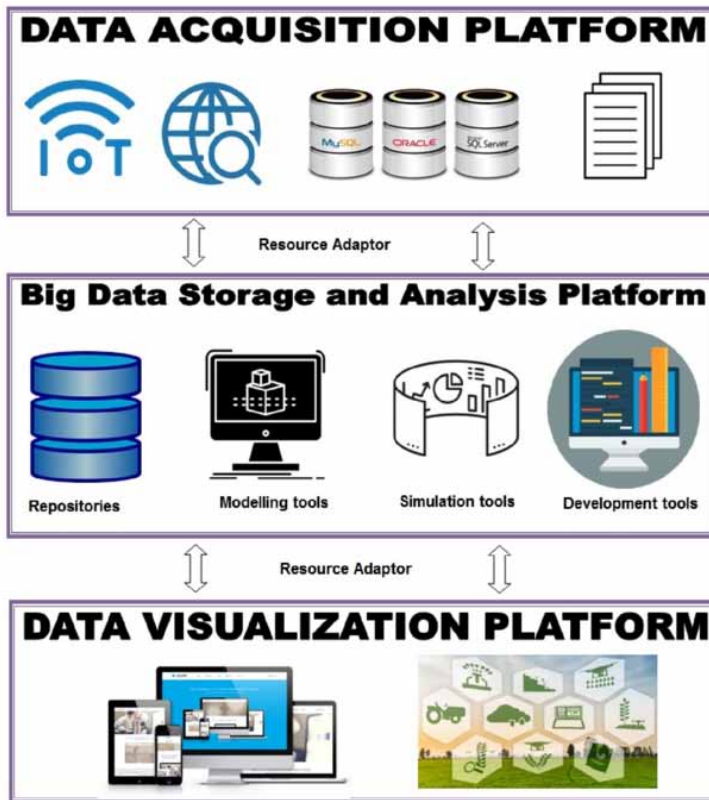 DATA ACQUISITION PLATFORM
IoT
MySQL
ORACLE
SQL Server
Resource Adaptor
Big Data Storage and Analysis Platform
Repositories
Modelling tools
Simulation tools
Development tools
Resource Adaptor
DATA VISUALIZATION PLATFORM